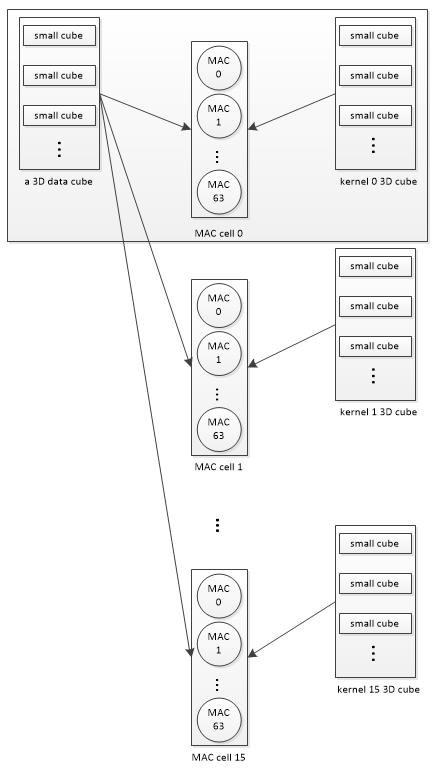 small cube
small cube
small cube
⋮
a 3D data cube
MAC
0
MAC
1
⋮
MAC
63
MAC cell 0
small cube
small cube
small cube
⋮
kernel 0 3D cube
MAC
0
MAC
1
⋮
MAC
63
MAC cell 1
small cube
small cube
small cube
⋮
kernel 1 3D cube
⋮
MAC
0
MAC
1
⋮
MAC
63
MAC cell 15
small cube
small cube
small cube
⋮
kernel 15 3D cube